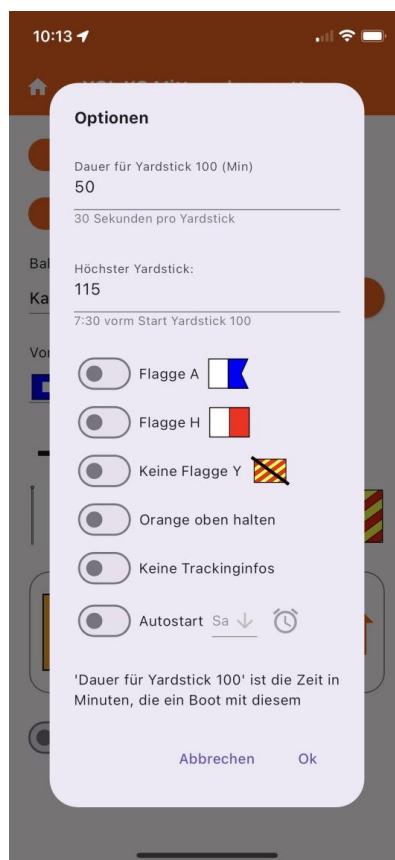 10:13
Optionen
Dauer für Yardstick 100 (Min)
50
30 Sekunden pro Yardstick
Höchster Yardstick:
115
7:30 vorm Start Yardstick 100
Flagge A
Flagge H
Keine Flagge Y
Orange oben halten
Keine Trackinginfos
Autostart Sa
'Dauer für Yardstick 100' ist die Zeit in
Minuten, die ein Boot mit diesem
Abbrechen Ok